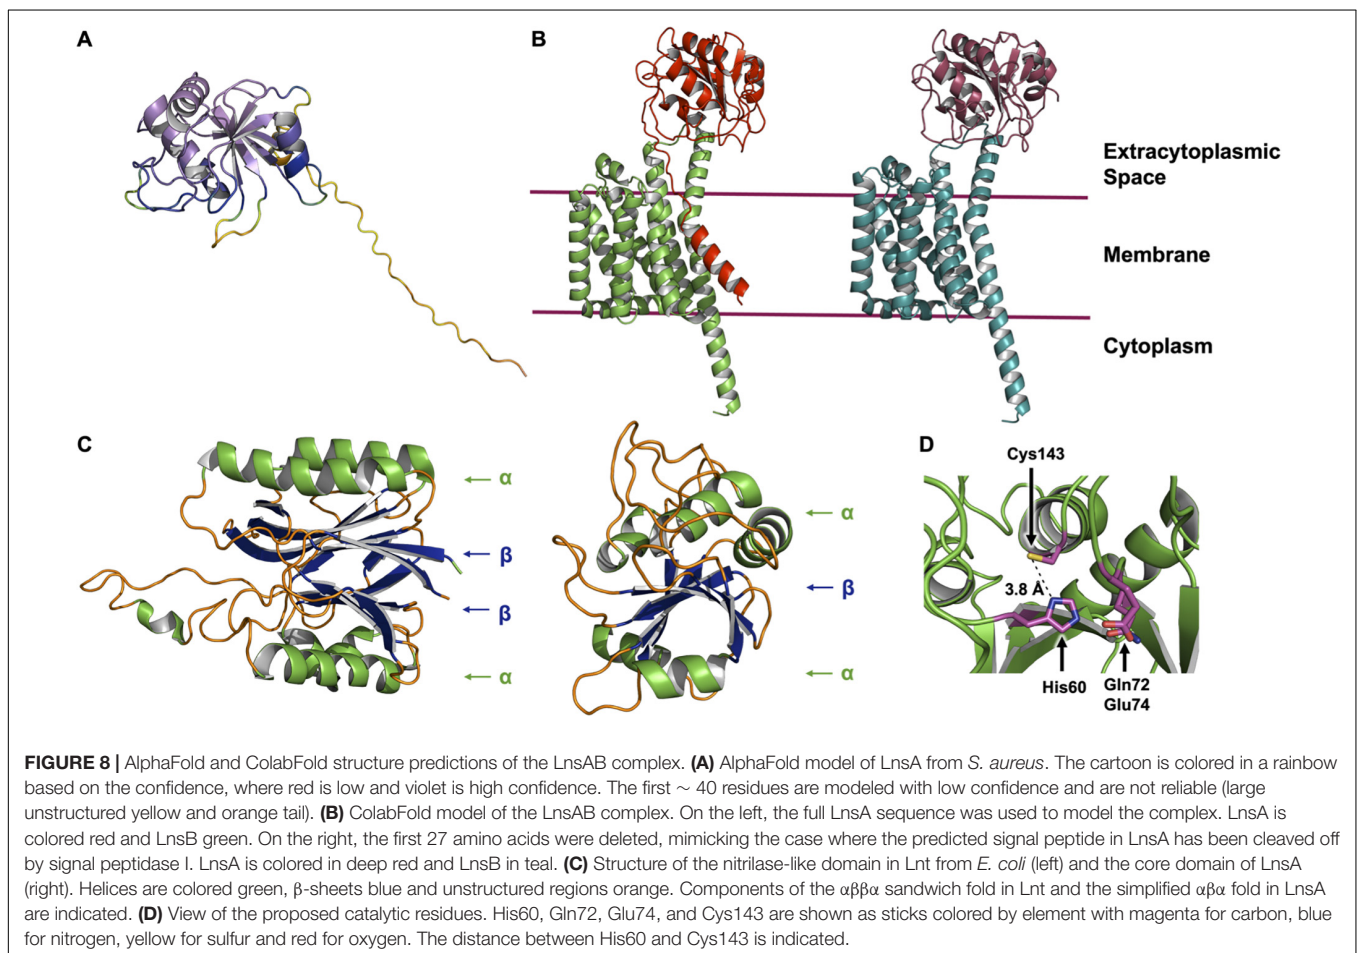 A
B
Extracytoplasmic
Space
Membrane
Cytoplasm
C
α
β
β
α
α
β
α
D
Cys143
3.8 Å
His60
Gln72
Glu74
FIGURE 8 | AlphaFold and ColabFold structure predictions of the LnsAB complex. (A) AlphaFold model of LnsA from S. aureus. The cartoon is colored in a rainbow
based on the confidence, where red is low and violet is high confidence. The first ∼ 40 residues are modeled with low confidence and are not reliable (large
unstructured yellow and orange tail). (B) ColabFold model of the LnsAB complex. On the left, the full LnsA sequence was used to model the complex. LnsA is
colored red and LnsB green. On the right, the first 27 amino acids were deleted, mimicking the case where the predicted signal peptide in LnsA has been cleaved off
by signal peptidase I. LnsA is colored in deep red and LnsB in teal. (C) Structure of the nitrilase-like domain in Lnt from E. coli (left) and the core domain of LnsA
(right). Helices are colored green, β-sheets blue and unstructured regions orange. Components of the αββα sandwich fold in Lnt and the simplified αβα fold in LnsA
are indicated. (D) View of the proposed catalytic residues. His60, Gln72, Glu74, and Cys143 are shown as sticks colored by element with magenta for carbon, blue
for nitrogen, yellow for sulfur and red for oxygen. The distance between His60 and Cys143 is indicated.